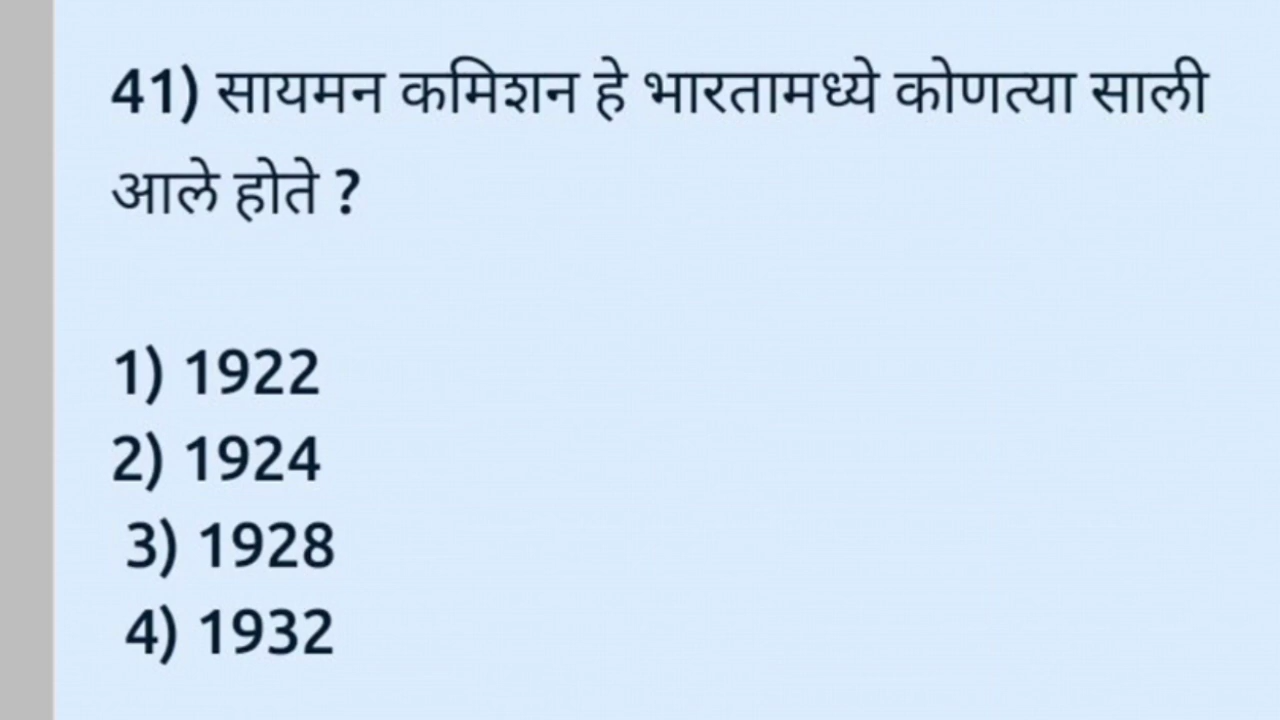 41) सायमन कमिशन हे भारतामध्ये कोणत्या साली
आले होते ?
1) 1922
2) 1924
3) 1928
4) 1932